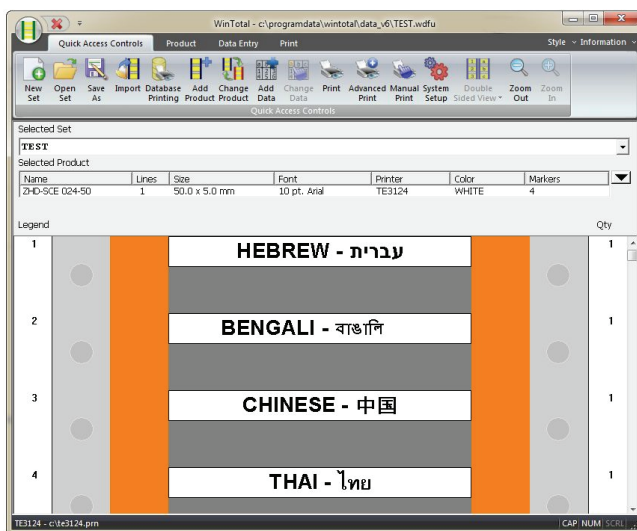 WinTotal - c:\programdata\wintotal\data_v6\TEST.wdfu
Quick Access Controls Product Data Entry Print Style Information
New Set Open Set Save As Import Database Printing Add Product Change Product Add Data Change Data Print Advanced Print Manual Print System Setup Double Sided View Zoom Out Zoom In
Quick Access Controls
Selected Set
TEST
Selected Product
Name Lines Size Font Printer Color Markers
ZHD-SCE 024-50 1 50.0 x 5.0 mm 10 pt. Arial TE3124 WHITE 4
Legend Qty
1 HEBREW - עברית 1
2 BENGALI - বাঙালি 1
3 CHINESE - 中国 1
4 THAI - ไทย 1
TE3124 - c:\te3124.prn CAP NUM SCRL